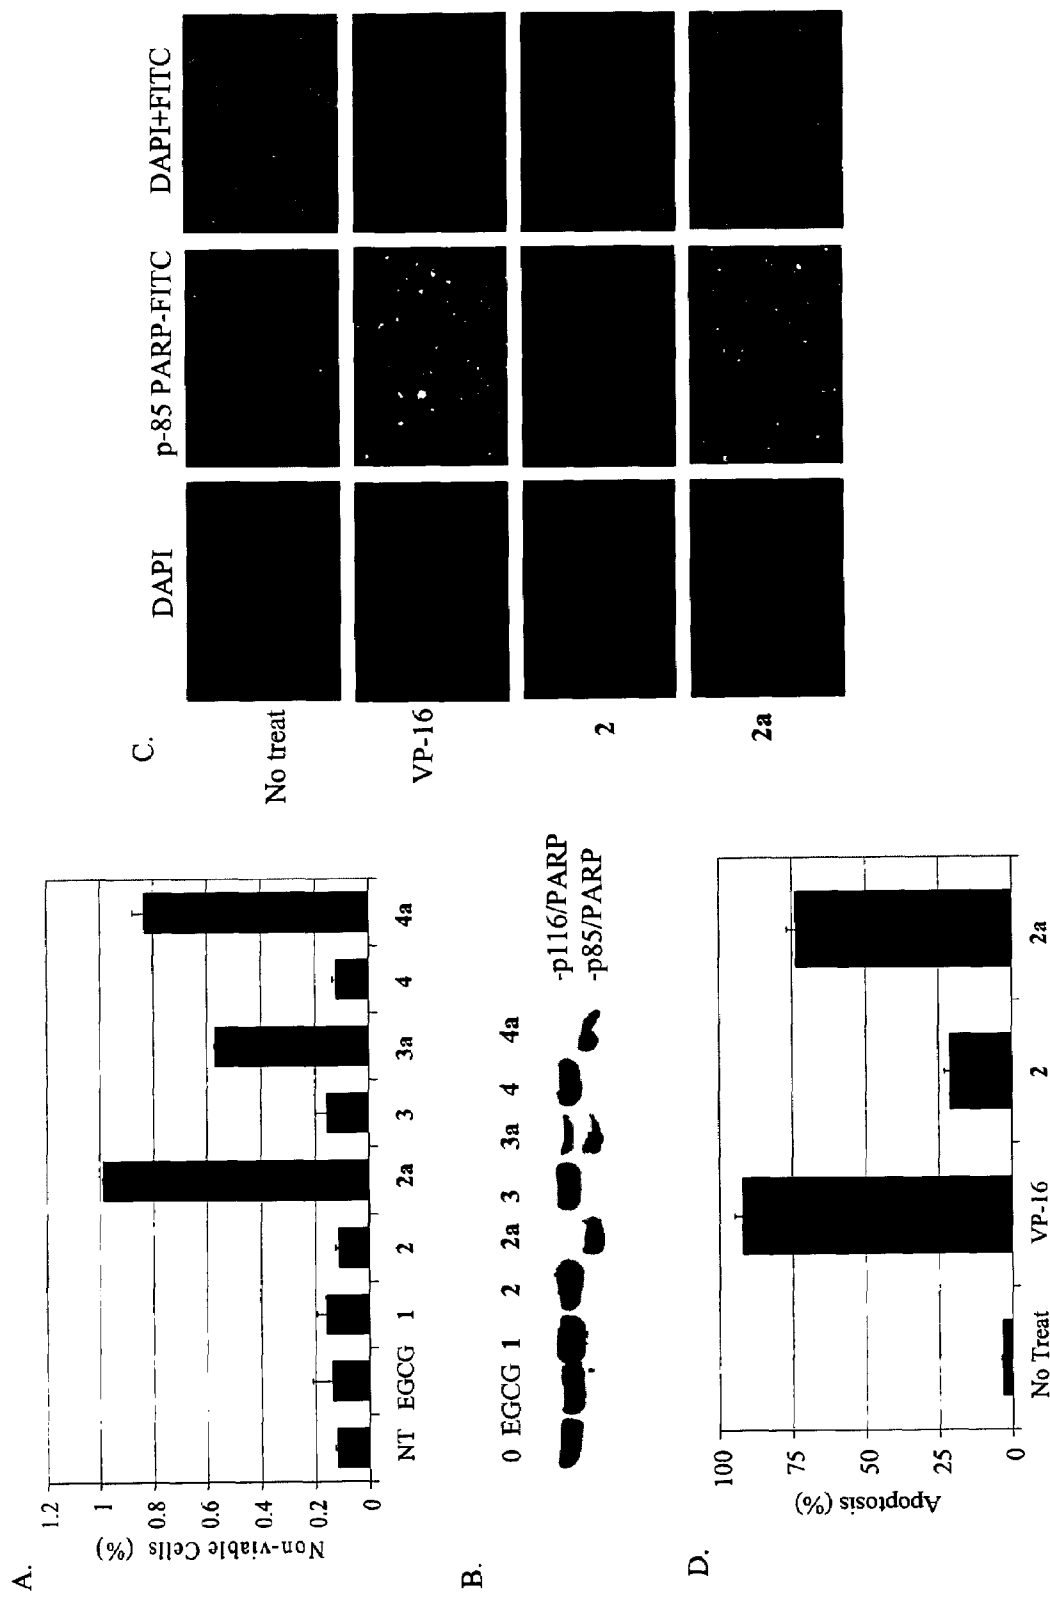 A.
Non-viable Cells (%)
1.2
1
0.8
0.6
0.4
0.2
0
NT EGCG 1 2 2a 3 3a 4 4a
B.
0 EGCG 1 2 2a 3 3a 4 4a
-p116/PARP
-p85/PARP
C.
DAPI p-85 PARP-FITC DAPI+FITC
No treat
VP-16
2
2a
D.
Apoptosis (%)
100
75
50
25
0
No Treat VP-16 2 2a